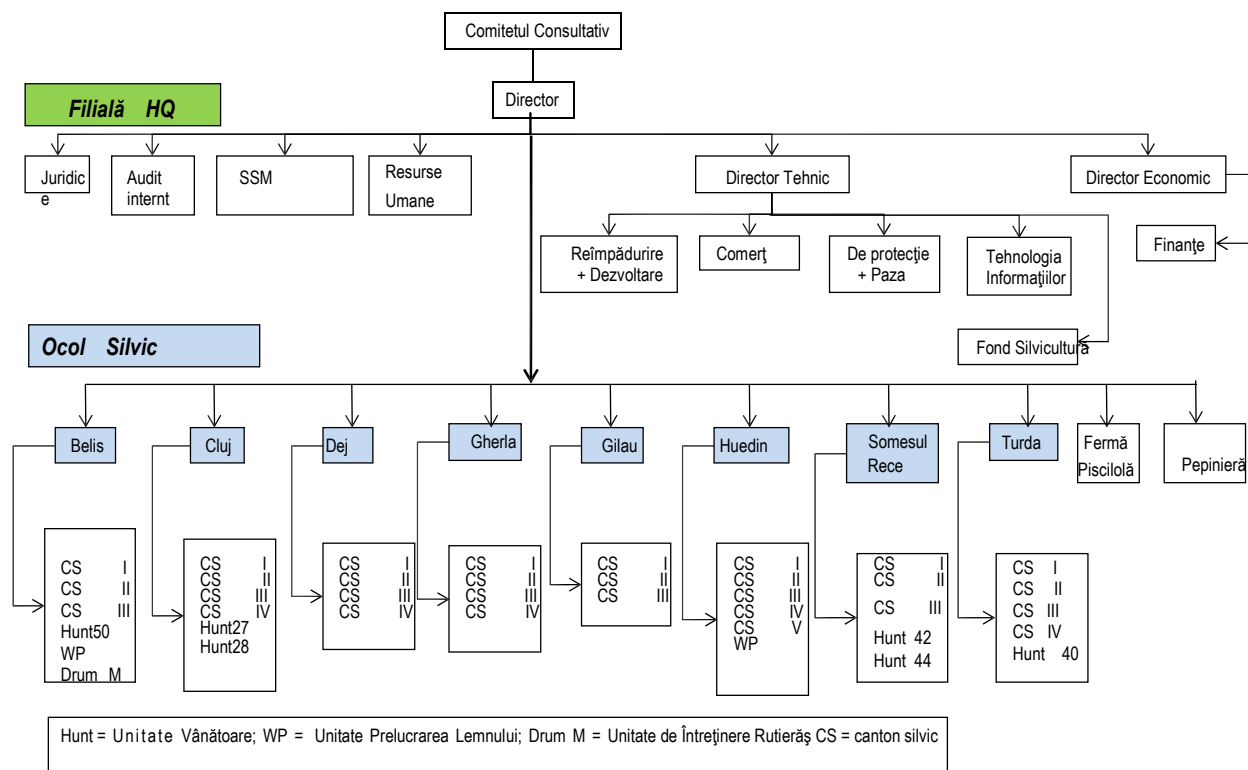 Comitetul Consultativ
Director
Filială HQ
Juridic
e
Audit
internt
SSM
Resurse
Umane
Director Tehnic
Director Economic
Reîmpădurire
+ Dezvoltare
Comerţ
De protecţie
+ Paza
Tehnologia
Informaţiilor
Finanţe
Fond Silvicultură
Ocol Silvic
Belis
Cluj
Dej
Gherla
Gilau
Huedin
Somesul
Rece
Turda
Fermă
Piscilolă
Pepinieră
CS I
CS II
CS III
Hunt50
WP
Drum M
CS I
CS II
CS III
CS IV
Hunt27
Hunt28
CS I
CS II
CS III
CS IV
CS I
CS II
CS III
CS IV
CS I
CS II
CS III
CS I
CS II
CS III
CS IV
CS V
WP
CS I
CS II
CS III
Hunt 42
Hunt 44
CS I
CS II
CS III
CS IV
Hunt 40
Hunt = Unitate Vânătoare; WP = Unitate Prelucrarea Lemnului; Drum M = Unitate de Întreţinere Rutierăş CS = canton silvic